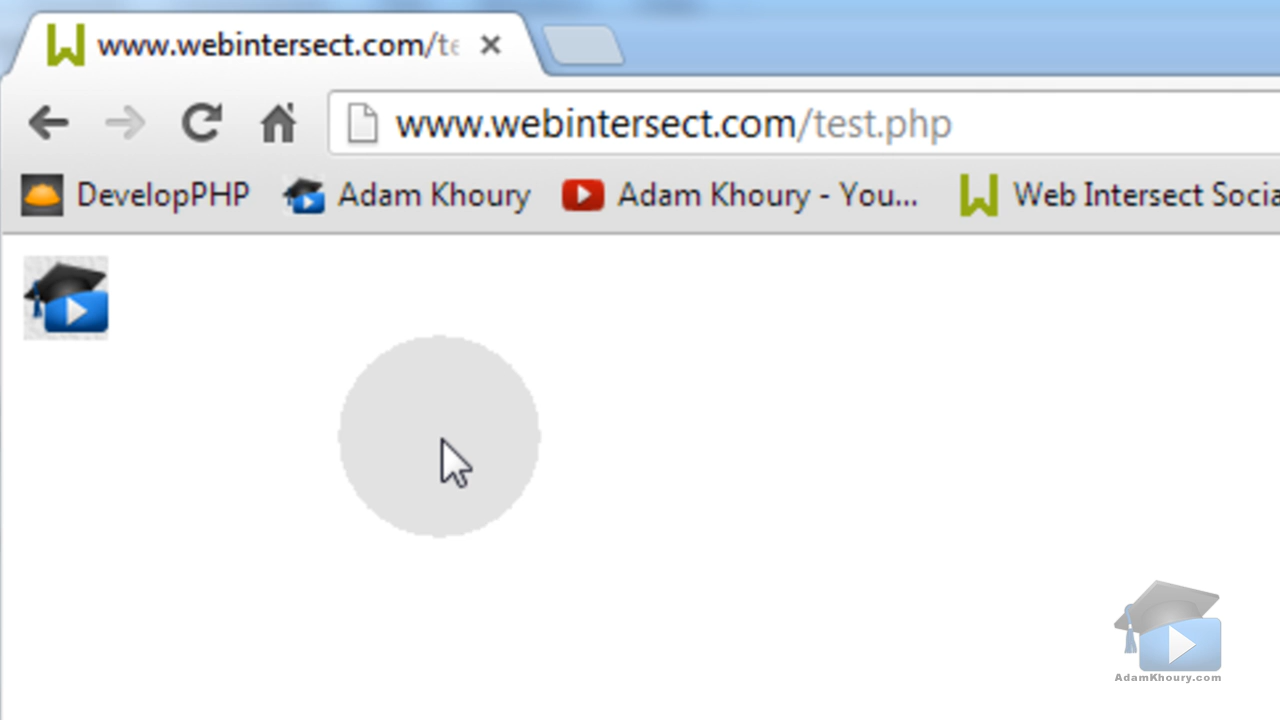 www.webintersect.com/te
www.webintersect.com/test.php
DevelopPHP Adam Khoury Adam Khoury - You... Web Intersect Socia
AdamKhoury.com